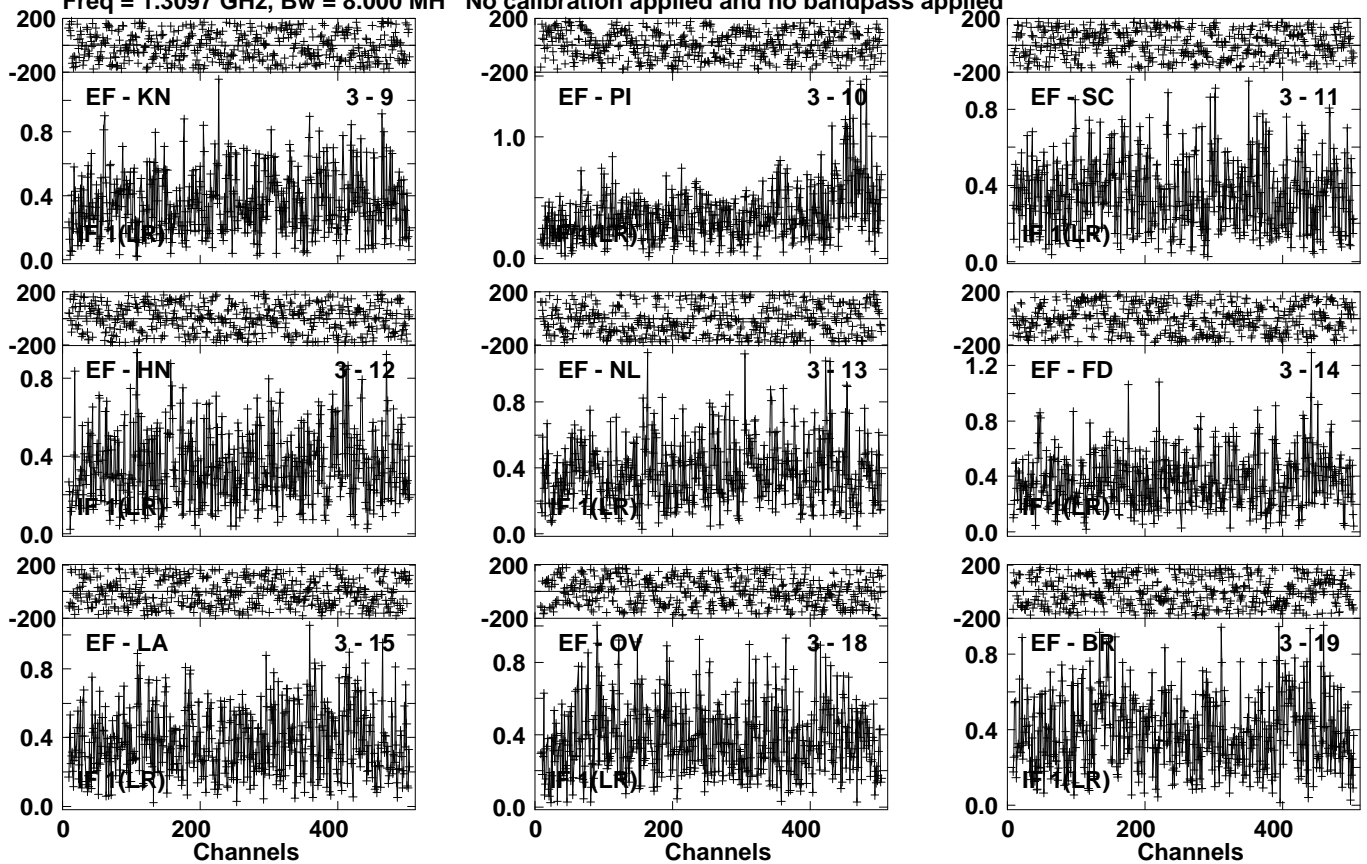 Freq = 1.3097 GHz, Bw = 8.000 MH No calibration applied and no bandpass applied
200
-200
EF - KN 3 - 9
0.8
0.4
IF 1(LR)
0.0
200
-200
EF - PI 3 - 10
1.0
IF 1(LR)
0.0
200
-200
EF - SC 3 - 11
0.8
0.4
IF 1(LR)
0.0
200
-200
EF - HN 3 - 12
0.8
0.4
IF 1(LR)
0.0
200
-200
EF - NL 3 - 13
0.8
0.4
IF 1(LR)
0.0
200
-200
1.2
EF - FD 3 - 14
0.8
0.4
IF 1(LR)
0.0
200
-200
EF - LA 3 - 15
0.8
0.4
IF 1(LR)
0.0
0 200 400
Channels
200
-200
EF - OV 3 - 18
0.8
0.4
IF 1(LR)
0.0
0 200 400
Channels
200
-200
EF - BR 3 - 19
0.8
0.4
IF 1(LR)
0.0
0 200 400
Channels